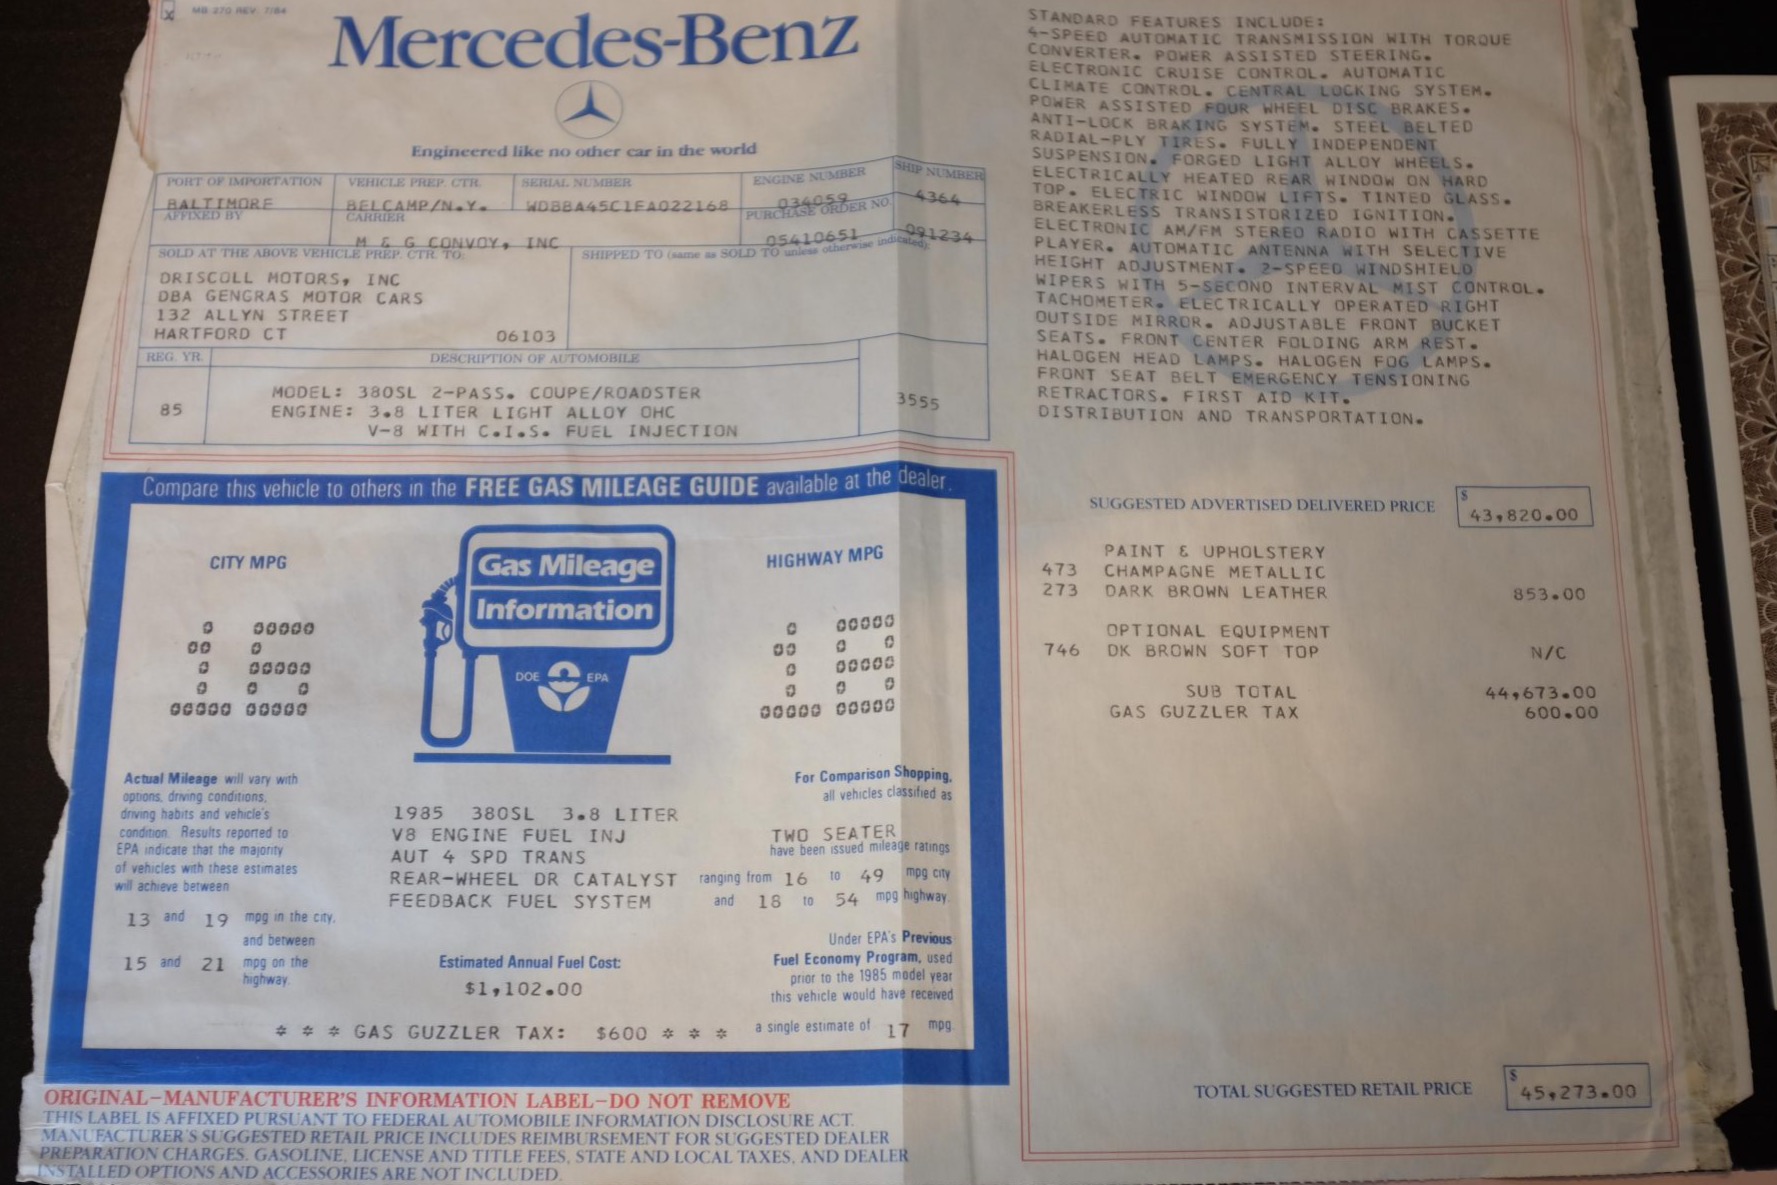 MB 270 REV. 7/84
Mercedes-Benz
Engineered like no other car in the world
PORT OF IMPORTATION VEHICLE PREP. CTR. SERIAL NUMBER ENGINE NUMBER SHIP NUMBER
BALTIMORE BELCAMP/N.Y. WDBBA45C1FA022168 034059 4364
AFFIXED BY CARRIER PURCHASE ORDER NO.
M & G CONVOY, INC 05410651 091234
SOLD AT THE ABOVE VEHICLE PREP. CTR. TO: SHIPPED TO (same as SOLD TO unless otherwise indicated):
DRISCOLL MOTORS, INC
DBA GENGRAS MOTOR CARS
132 ALLYN STREET
HARTFORD CT 06103
REG. YR. DESCRIPTION OF AUTOMOBILE
85 MODEL: 380SL 2-PASS. COUPE/ROADSTER 3555
ENGINE: 3.8 LITER LIGHT ALLOY OHC
V-8 WITH C.I.S. FUEL INJECTION
Compare this vehicle to others in the FREE GAS MILEAGE GUIDE available at the dealer.
CITY MPG
16
Gas Mileage
Information
DOE EPA
HIGHWAY MPG
18
Actual Mileage will vary with
options, driving conditions,
driving habits and vehicle's
condition. Results reported to
EPA indicate that the majority
of vehicles with these estimates
will achieve between
13 and 19 mpg in the city,
and between
15 and 21 mpg on the
highway.
1985 380SL 3.8 LITER
V8 ENGINE FUEL INJ
AUT 4 SPD TRANS
REAR-WHEEL DR CATALYST
FEEDBACK FUEL SYSTEM
Estimated Annual Fuel Cost:
$1,102.00
For Comparison Shopping,
all vehicles classified as
TWO SEATER
have been issued mileage ratings
ranging from 16 to 49 mpg city
and 18 to 54 mpg highway.
Under EPA's Previous
Fuel Economy Program, used
prior to the 1985 model year
this vehicle would have received
a single estimate of 17 mpg.
* * * GAS GUZZLER TAX: $600 * * *
ORIGINAL-MANUFACTURER'S INFORMATION LABEL-DO NOT REMOVE
THIS LABEL IS AFFIXED PURSUANT TO FEDERAL AUTOMOBILE INFORMATION DISCLOSURE ACT.
MANUFACTURER'S SUGGESTED RETAIL PRICE INCLUDES REIMBURSEMENT FOR SUGGESTED DEALER
PREPARATION CHARGES. GASOLINE, LICENSE AND TITLE FEES, STATE AND LOCAL TAXES, AND DEALER
INSTALLED OPTIONS AND ACCESSORIES ARE NOT INCLUDED.
STANDARD FEATURES INCLUDE:
4-SPEED AUTOMATIC TRANSMISSION WITH TORQUE
CONVERTER. POWER ASSISTED STEERING.
ELECTRONIC CRUISE CONTROL. AUTOMATIC
CLIMATE CONTROL. CENTRAL LOCKING SYSTEM.
POWER ASSISTED FOUR WHEEL DISC BRAKES.
ANTI-LOCK BRAKING SYSTEM. STEEL BELTED
RADIAL-PLY TIRES. FULLY INDEPENDENT
SUSPENSION. FORGED LIGHT ALLOY WHEELS.
ELECTRICALLY HEATED REAR WINDOW ON HARD
TOP. ELECTRIC WINDOW LIFTS. TINTED GLASS.
BREAKERLESS TRANSISTORIZED IGNITION.
ELECTRONIC AM/FM STEREO RADIO WITH CASSETTE
PLAYER. AUTOMATIC ANTENNA WITH SELECTIVE
HEIGHT ADJUSTMENT. 2-SPEED WINDSHIELD
WIPERS WITH 5-SECOND INTERVAL MIST CONTROL.
TACHOMETER. ELECTRICALLY OPERATED RIGHT
OUTSIDE MIRROR. ADJUSTABLE FRONT BUCKET
SEATS. FRONT CENTER FOLDING ARM REST.
HALOGEN HEAD LAMPS. HALOGEN FOG LAMPS.
FRONT SEAT BELT EMERGENCY TENSIONING
RETRACTORS. FIRST AID KIT.
DISTRIBUTION AND TRANSPORTATION.
SUGGESTED ADVERTISED DELIVERED PRICE $ 43,820.00
PAINT & UPHOLSTERY
473 CHAMPAGNE METALLIC
273 DARK BROWN LEATHER 853.00
OPTIONAL EQUIPMENT
746 DK BROWN SOFT TOP N/C
SUB TOTAL 44,673.00
GAS GUZZLER TAX 600.00
TOTAL SUGGESTED RETAIL PRICE $ 45,273.00